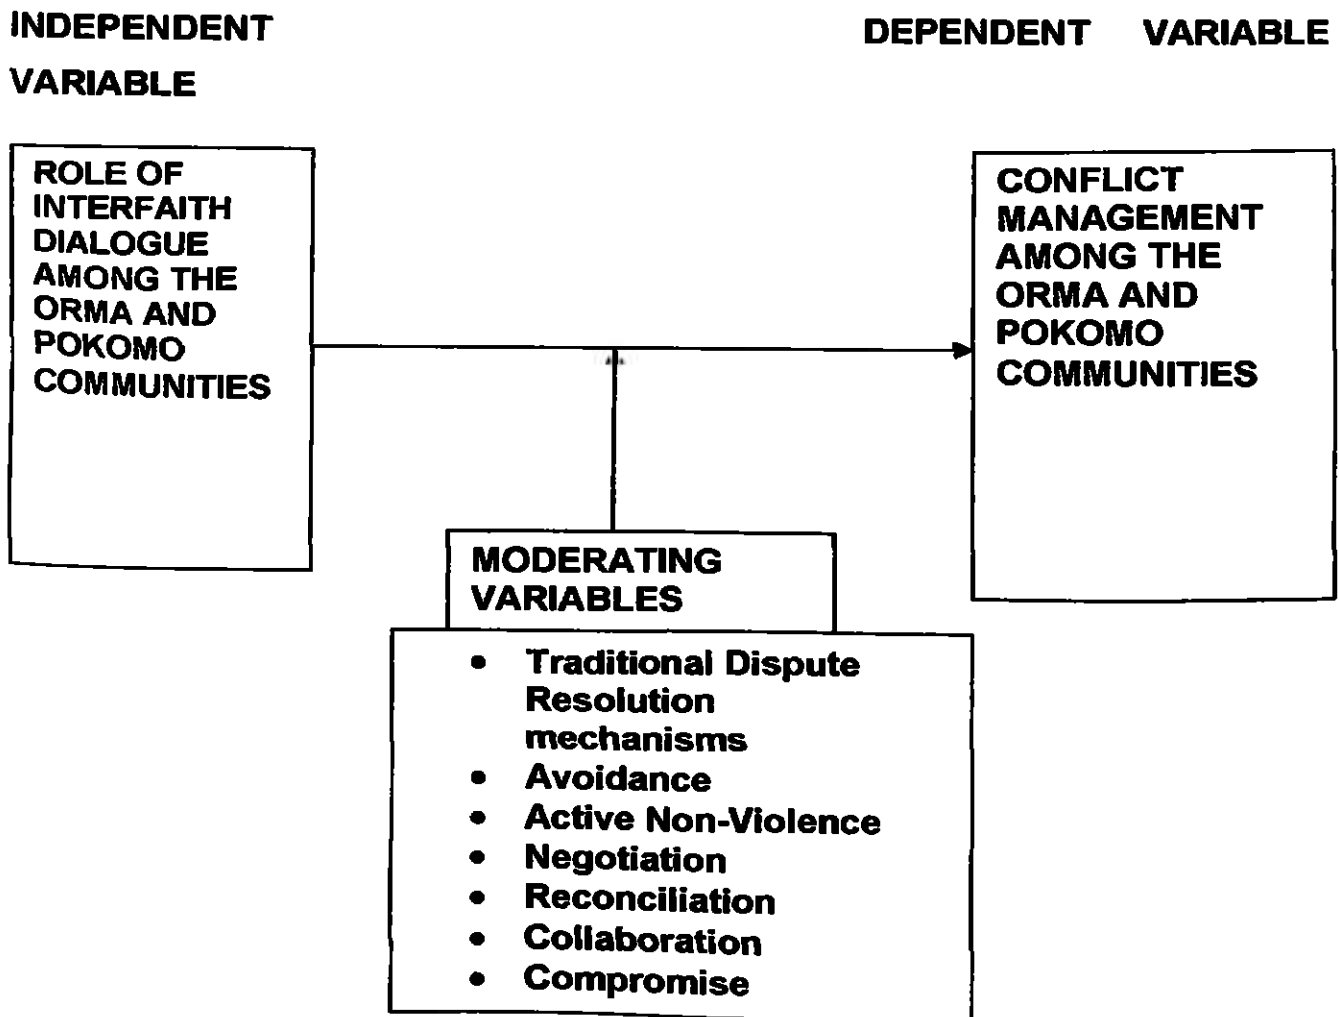 INDEPENDENT
VARIABLE
DEPENDENT VARIABLE
ROLE OF
INTERFAITH
DIALOGUE
AMONG THE
ORMA AND
POKOMO
COMMUNITIES
CONFLICT
MANAGEMENT
AMONG THE
ORMA AND
POKOMO
COMMUNITIES
MODERATING
VARIABLES
• Traditional Dispute
Resolution
mechanisms
• Avoidance
• Active Non-Violence
• Negotiation
• Reconciliation
• Collaboration
• Compromise